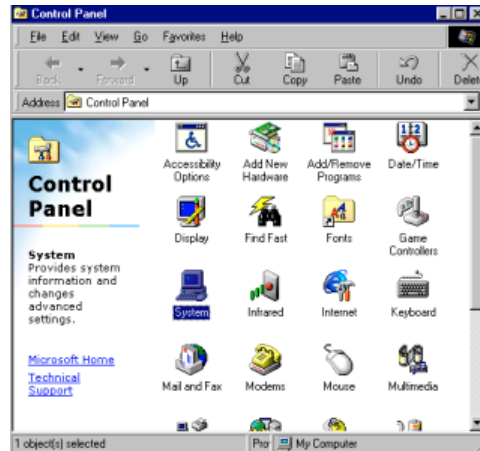 Control Panel
File Edit View Go Favorites Help
Back Forward Up Cut Copy Paste Undo Delet
Address Control Panel
Control
Panel
System
Provides system
information and
changes
advanced
settings.
Microsoft Home
Technical
Support
Accessibility
Options
Add New
Hardware
Add/Remove
Programs
Date/Time
Display
Find Fast
Fonts
Game
Controllers
System
Infrared
Internet
Keyboard
Mail and Fax
Modems
Mouse
Multimedia
1 object(s) selected
My Computer